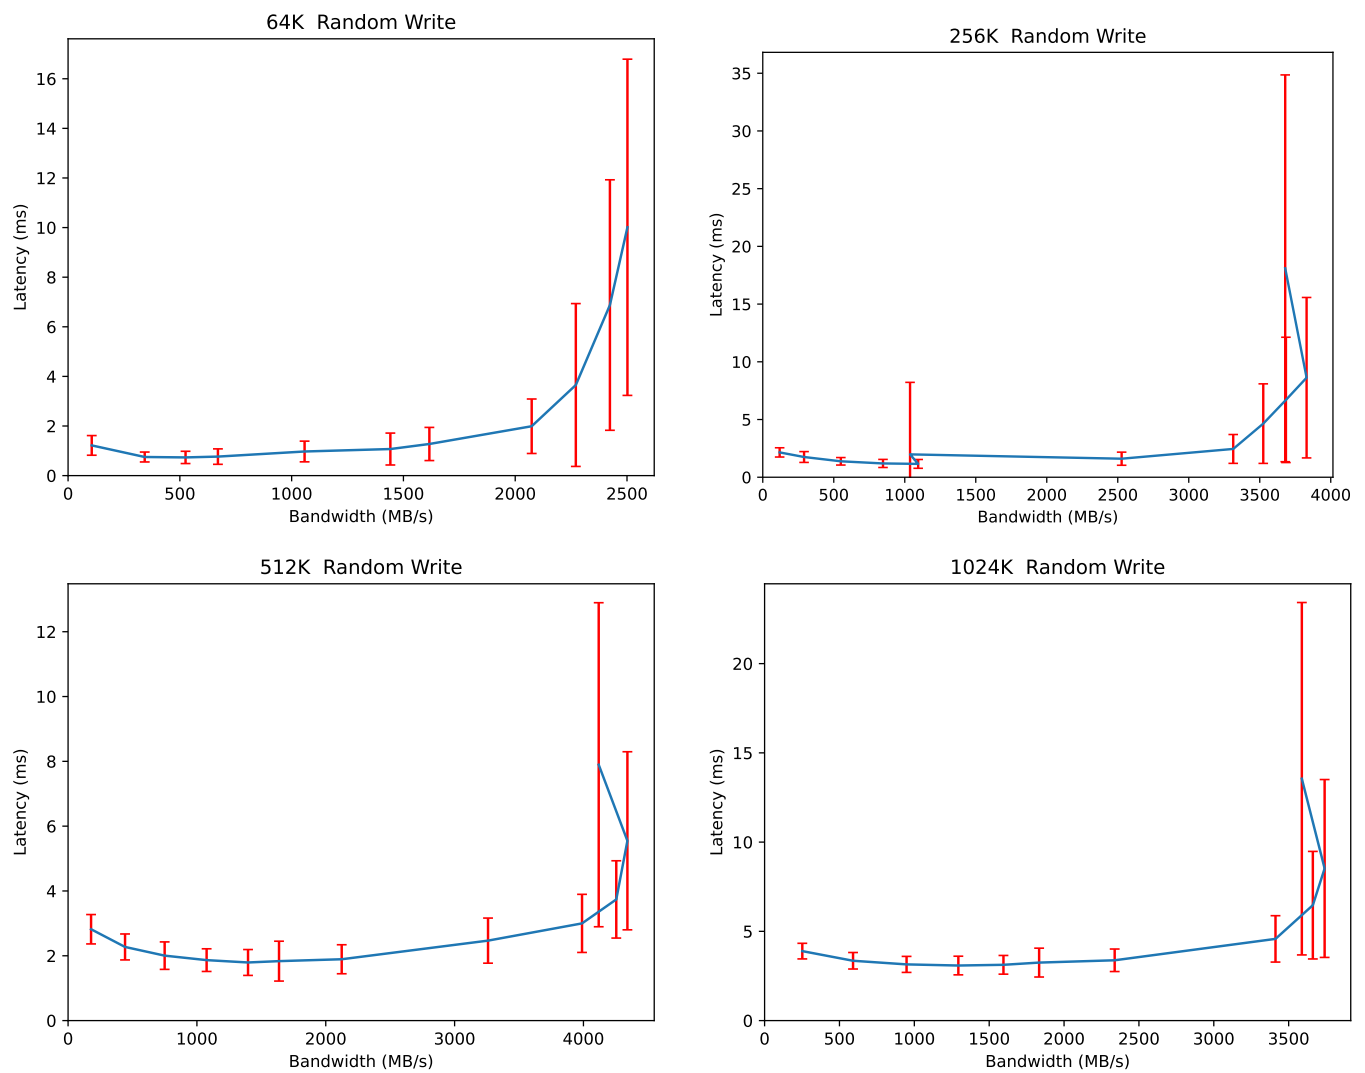 64K  Random Write
16
14
12
10
8
6
4
2
0
Latency (ms)
0 500 1000 1500 2000 2500
Bandwidth (MB/s)
256K  Random Write
35
30
25
20
15
10
5
0
Latency (ms)
0 500 1000 1500 2000 2500 3000 3500 4000
Bandwidth (MB/s)
512K  Random Write
12
10
8
6
4
2
0
Latency (ms)
0 1000 2000 3000 4000
Bandwidth (MB/s)
1024K  Random Write
20
15
10
5
0
Latency (ms)
0 500 1000 1500 2000 2500 3000 3500
Bandwidth (MB/s)